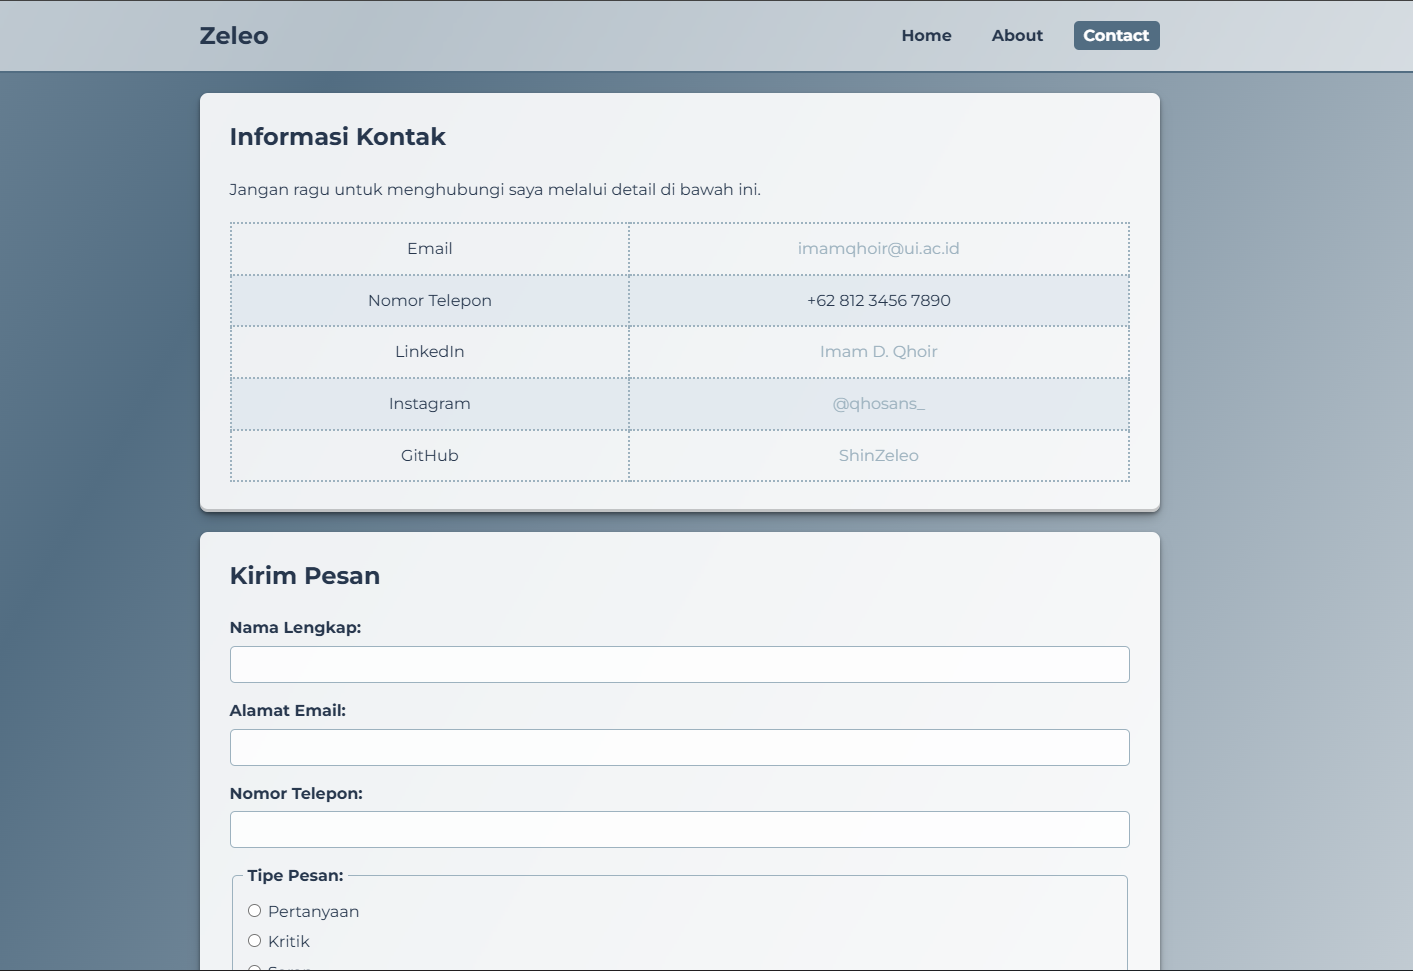 Zeleo
Home About Contact
Informasi Kontak
Jangan ragu untuk menghubungi saya melalui detail di bawah ini.
Email imamqhoir@ui.ac.id
Nomor Telepon +62 812 3456 7890
LinkedIn Imam D. Qhoir
Instagram @qhosans_
GitHub ShinZeleo
Kirim Pesan
Nama Lengkap:
Alamat Email:
Nomor Telepon:
Tipe Pesan:
Pertanyaan
Kritik